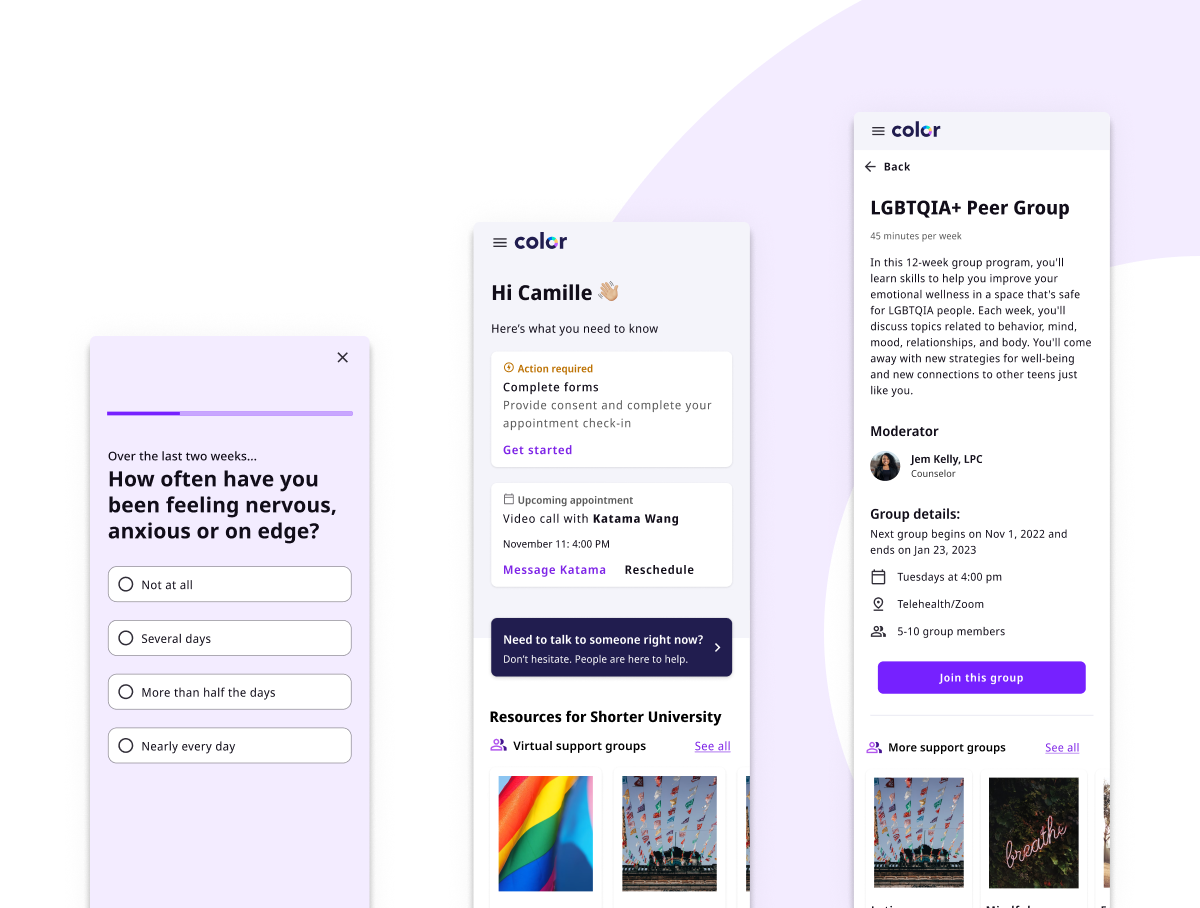 Over the last two weeks...
How often have you
been feeling nervous,
anxious or on edge?
Not at all
Several days
More than half the days
Nearly every day
color
Hi Camille
Here's what you need to know
Action required
Complete forms
Provide consent and complete your
appointment check-in
Get started
Upcoming appointment
Video call with Katama Wang
November 11: 4:00 PM
Message Katama Reschedule
Need to talk to someone right now?
Don't hesitate. People are here to help.
Resources for Shorter University
Virtual support groups See all
color
Back
LGBTQIA+ Peer Group
45 minutes per week
In this 12-week group program, you'll
learn skills to help you improve your
emotional wellness in a space that's safe
for LGBTQIA people. Each week, you'll
discuss topics related to behavior, mind,
mood, relationships, and body. You'll come
away with new strategies for well-being
and new connections to other teens just
like you.
Moderator
Jem Kelly, LPC
Counselor
Group details:
Next group begins on Nov 1, 2022 and
ends on Jan 23, 2023
Tuesdays at 4:00 pm
Telehealth/Zoom
5-10 group members
Join this group
More support groups See all
breathe